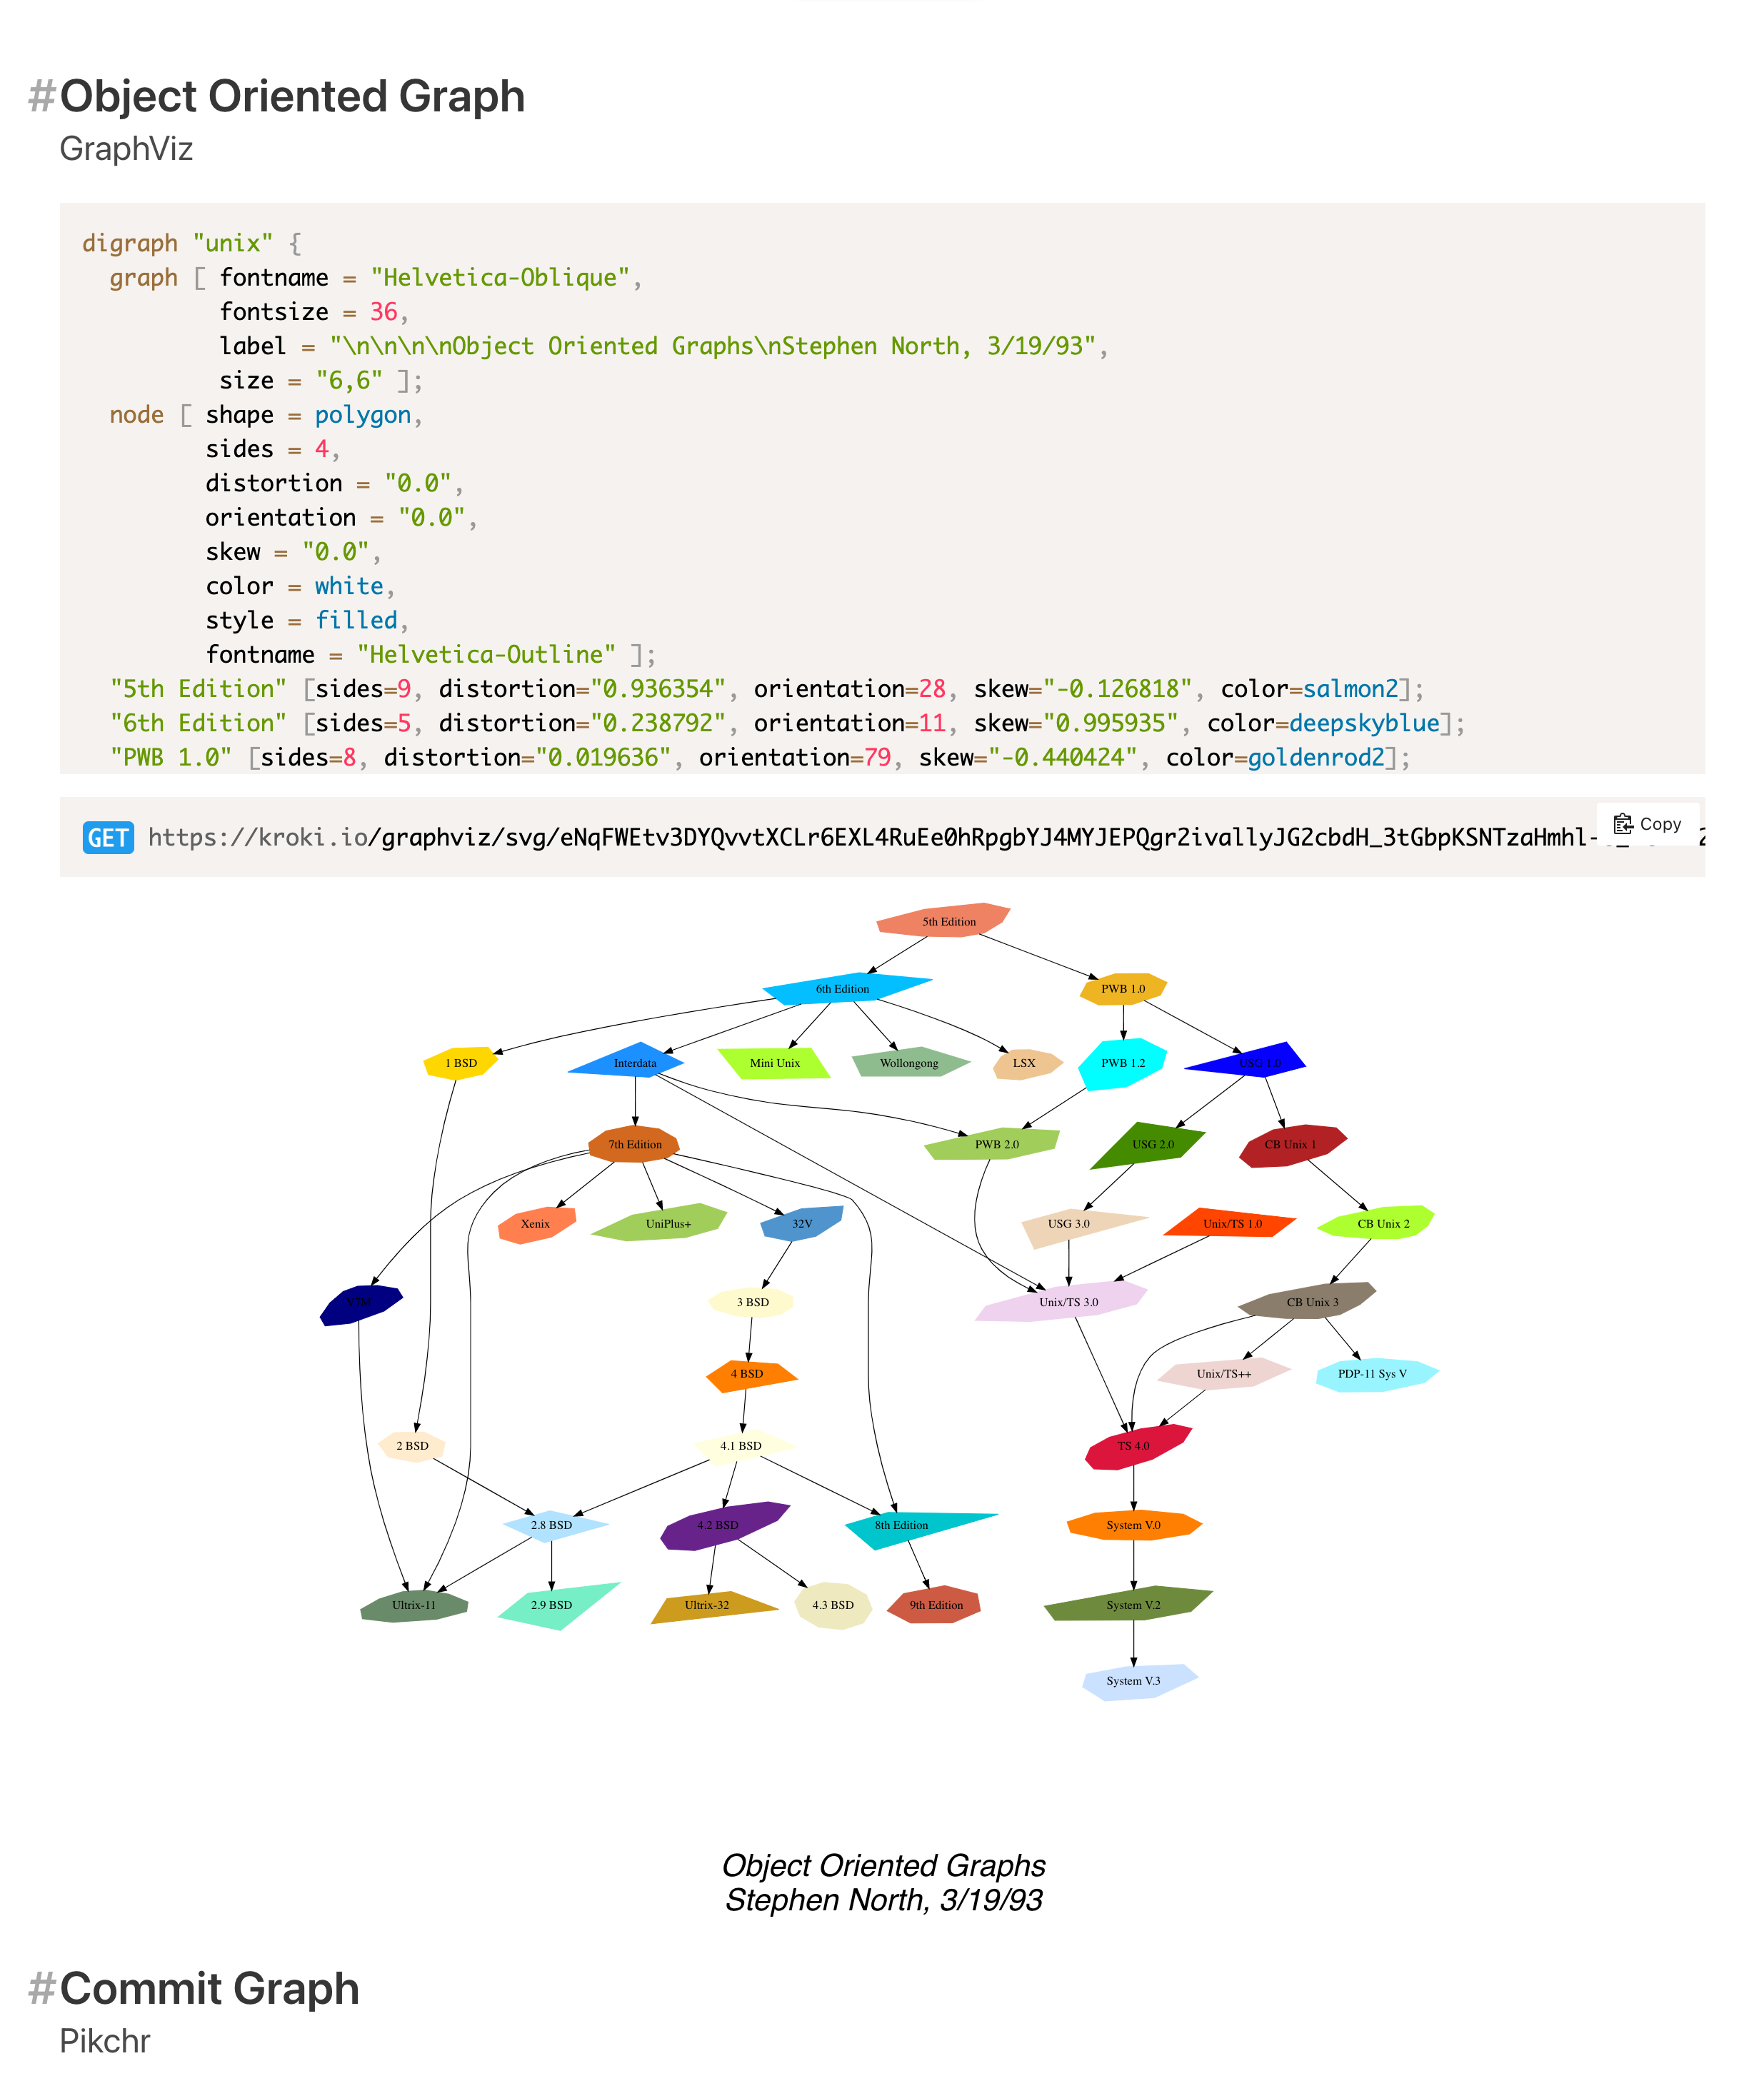 #Object Oriented Graph
GraphViz
digraph "unix" {
graph [ fontname = "Helvetica-Oblique",
fontsize = 36,
label = "\n\n\n\nObject Oriented Graphs\nStephen North, 3/19/93",
size = "6,6" ];
node [ shape = polygon,
sides = 4,
distortion = "0.0",
orientation = "0.0",
skew = "0.0",
color = white,
style = filled,
fontname = "Helvetica-Outline" ];
"5th Edition" [sides=9, distortion="0.936354", orientation=28, skew="-0.126818", color=salmon2];
"6th Edition" [sides=5, distortion="0.238792", orientation=11, skew="0.995935", color=deepskyblue];
"PWB 1.0" [sides=8, distortion="0.019636", orientation=79, skew="-0.440424", color=goldenrod2];
Copy
GET https://kroki.io/graphviz/svg/eNqFWEtv3DYQvvtXCLr6EXL4RuEe0hRpgbYJ4MYJEPQgr2ivallyJG2cbdH_3tGbpKSNTzaHmhl-
5th Edition
6th Edition PWB 1.0
1 BSD Interdata Mini Unix Wollongong LSX PWB 1.2 USG 1.0
7th Edition PWB 2.0 USG 2.0 CB Unix 1
Xenix UniPlus+ 32V USG 3.0 Unix/TS 1.0 CB Unix 2
V7M 3 BSD Unix/TS 3.0 CB Unix 3
4 BSD Unix/TS++ PDP-11 Sys V
2 BSD 4.1 BSD TS 4.0
2.8 BSD 4.2 BSD 8th Edition System V.0
Ultrix-11 2.9 BSD Ultrix-32 4.3 BSD 9th Edition System V.2
System V.3
Object Oriented Graphs
Stephen North, 3/19/93
#Commit Graph
Pikchr